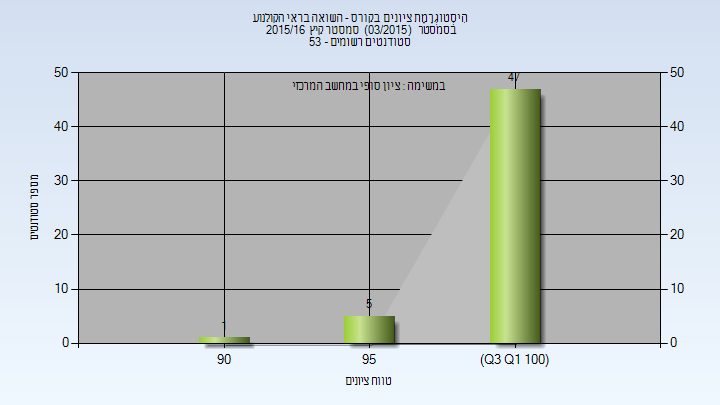 היסטוגרמת ציונים בקורס - השואה בראי הקולנוע
בסמסטר (03/2015) סמסטר קיץ 2015/16
סטודנטים רשומים - 53
במשימה : ציון סופי במחשב המרכזי
50
40
30
20
10
0
50
40
30
20
10
0
מספר סטודנטים
1
5
47
90
95
(Q3 Q1 100)
טווח ציונים